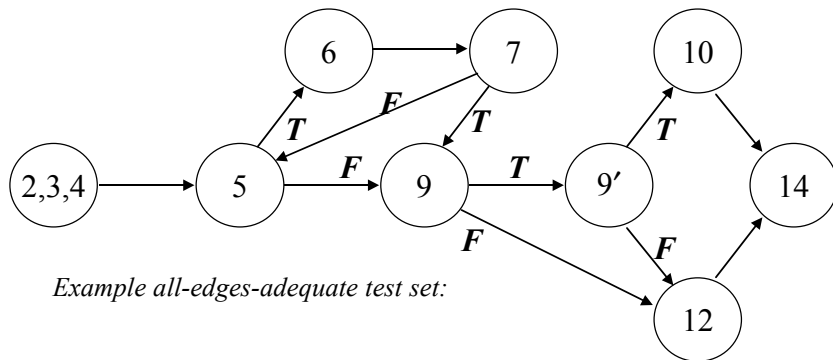 6
7
10
F
T
T
T
2,3,4
5
F
9
T
9′
14
F
F
Example all-edges-adequate test set:
12